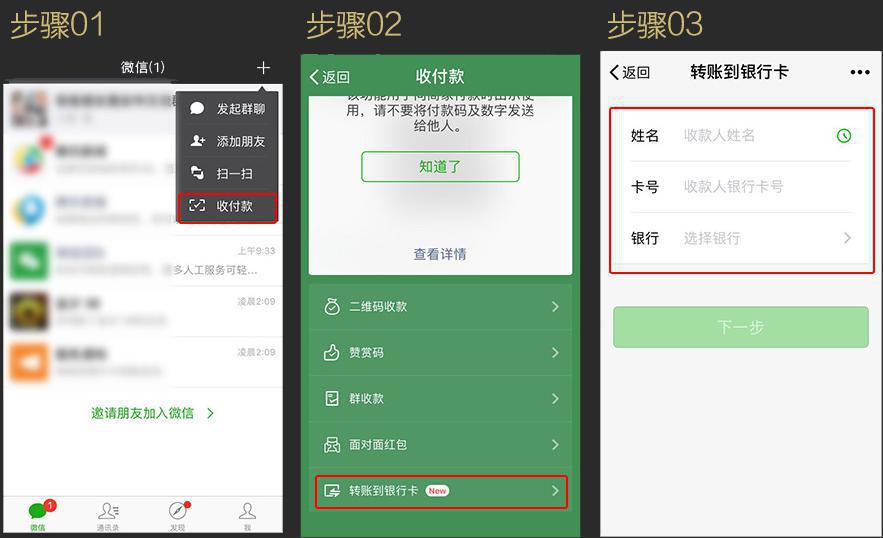 步骤01
微信(1)
发起群聊
添加朋友
扫一扫
收付款
上午9:33
多人工服务可轻...
凌晨2:09
凌晨2:09
邀请朋友加入微信
1
微信
通讯录
发现
我
步骤02
返回
收付款
使用，请不要将付款码及数字发送
给他人。
知道了
查看详情
二维码收款
赞赏码
群收款
面对面红包
转账到银行卡 New
步骤03
返回
转账到银行卡
姓名 收款人姓名
卡号 收款人银行卡号
银行 选择银行
下一步